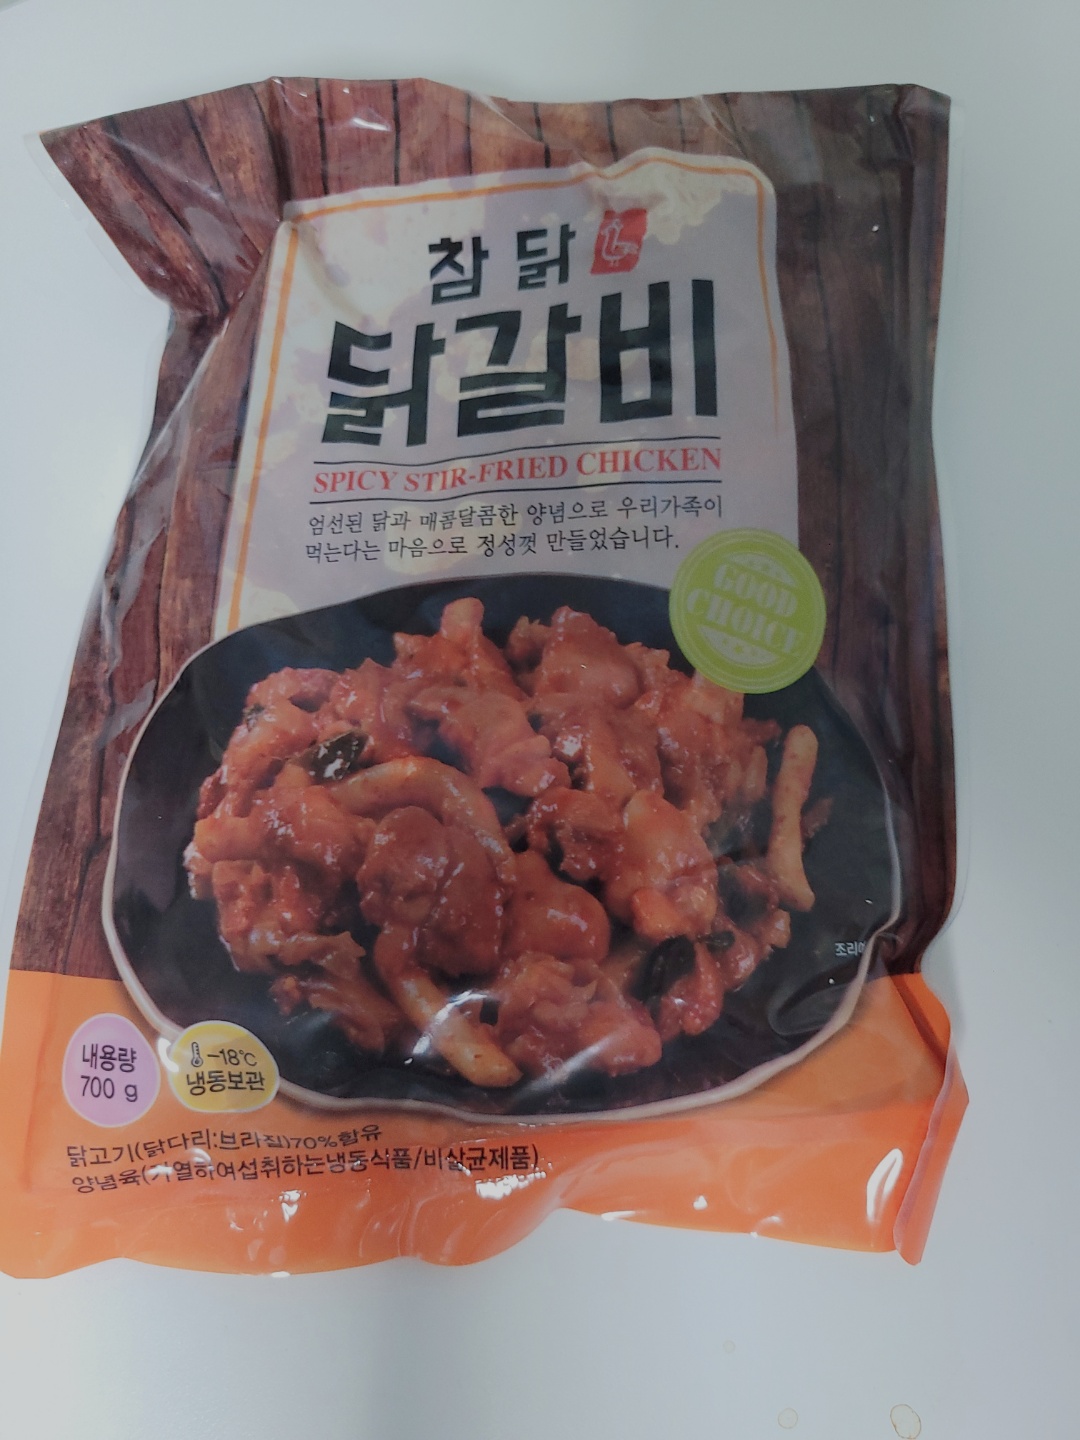 참 닭
닭갈비
SPICY STIR-FRIED CHICKEN
엄선된 닭과 매콤달콤한 양념으로 우리가족이
먹는다는 마음으로 정성껏 만들었습니다.
GOOD
CHOICE
조리예
내용량
700 g
-18℃
냉동보관
닭고기(닭다리:브라질)70%함유
양념육(가열하여섭취하는냉동식품/비살균제품)